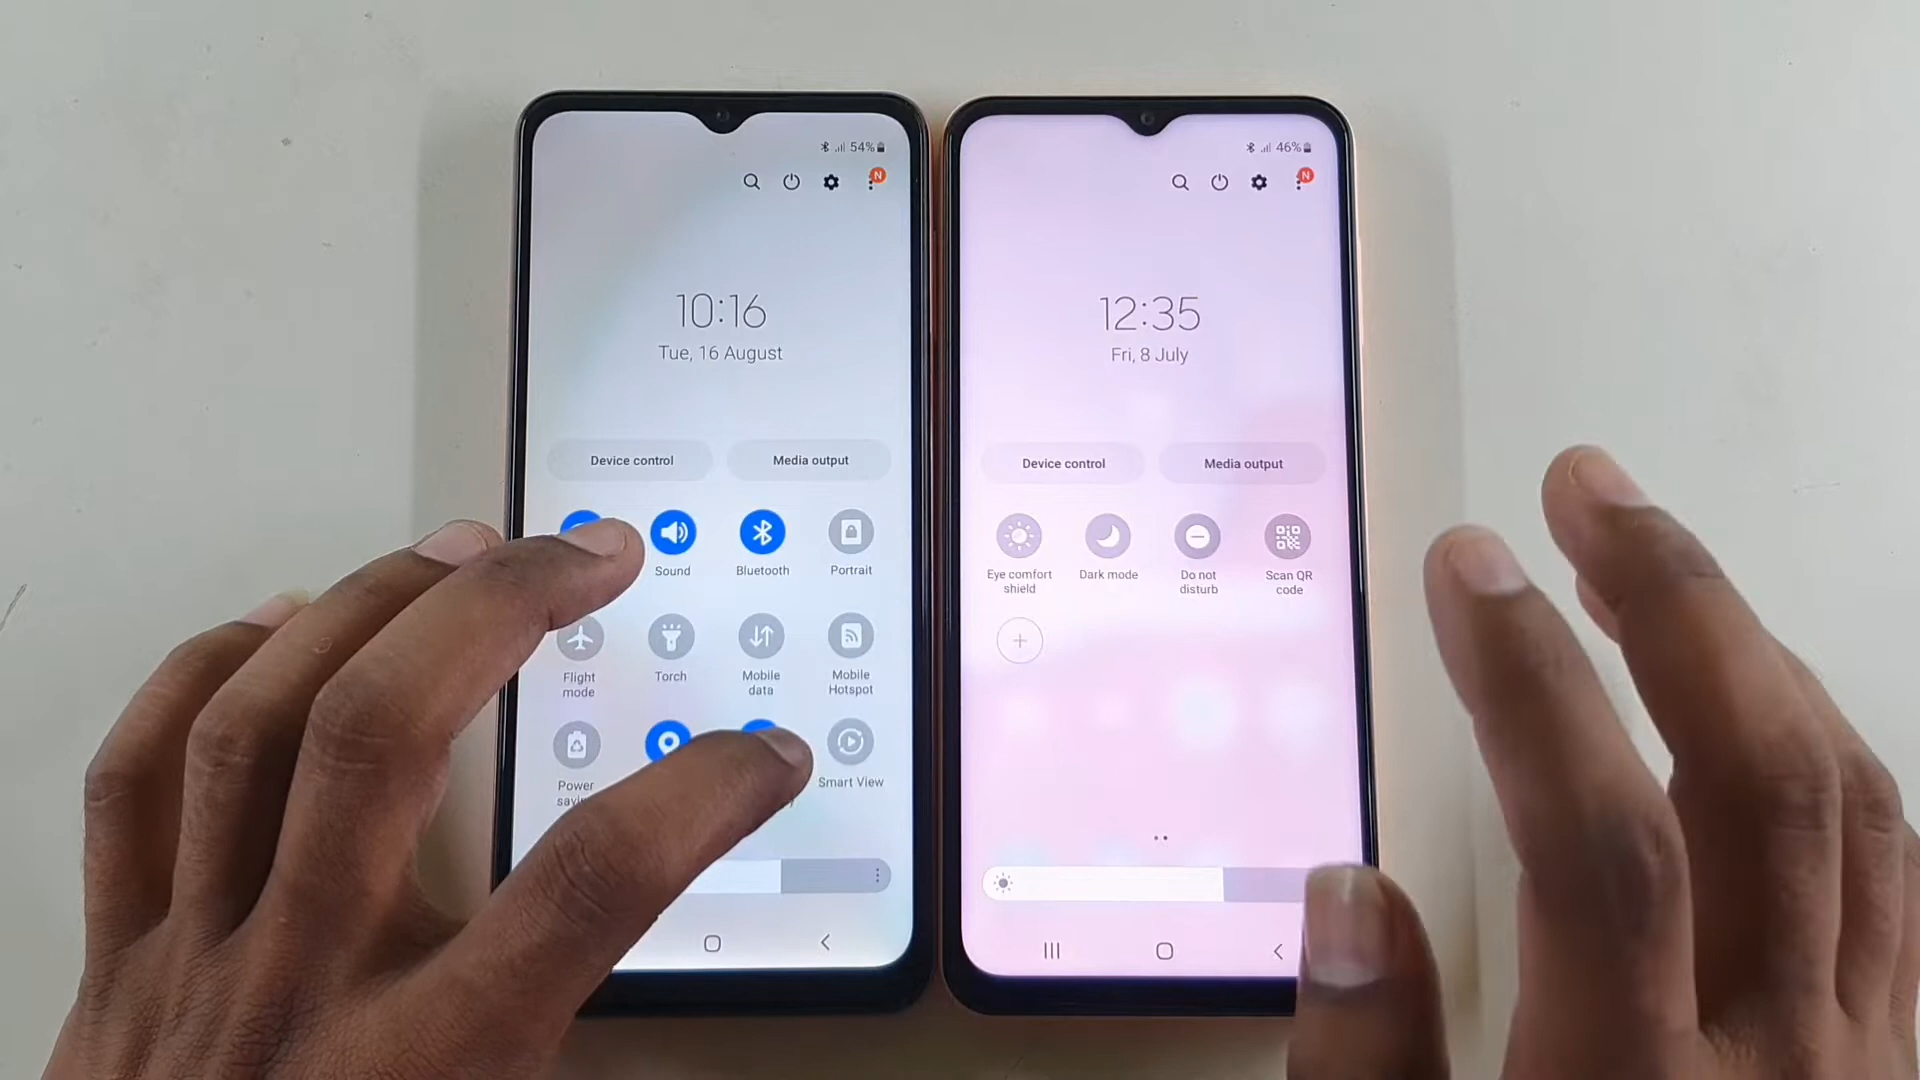 54%
N
10:16
Tue, 16 August
Device control
Media output
Sound
Bluetooth
Portrait
Flight
mode
Torch
Mobile
data
Mobile
Hotspot
Power
Smart View
46%
N
12:35
Fri, 8 July
Device control
Media output
Eye comfort
shield
Dark mode
Do not
disturb
Scan QR
code